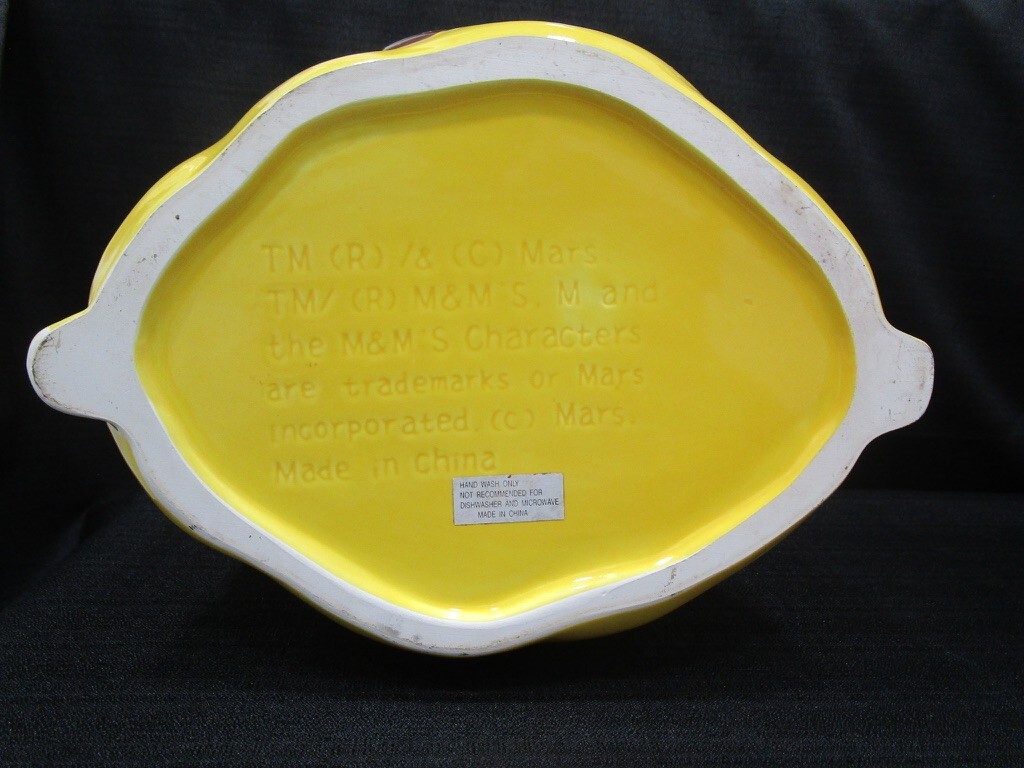 TM (R) /& (C) Mars
TM/ (R) M&M'S, M and
the M&M'S Characters
are trademarks or Mars
incorporated. (C) Mars.
Made in China
HAND WASH ONLY
NOT RECOMMENDED FOR
DISHWASHER AND MICROWAVE
MADE IN CHINA